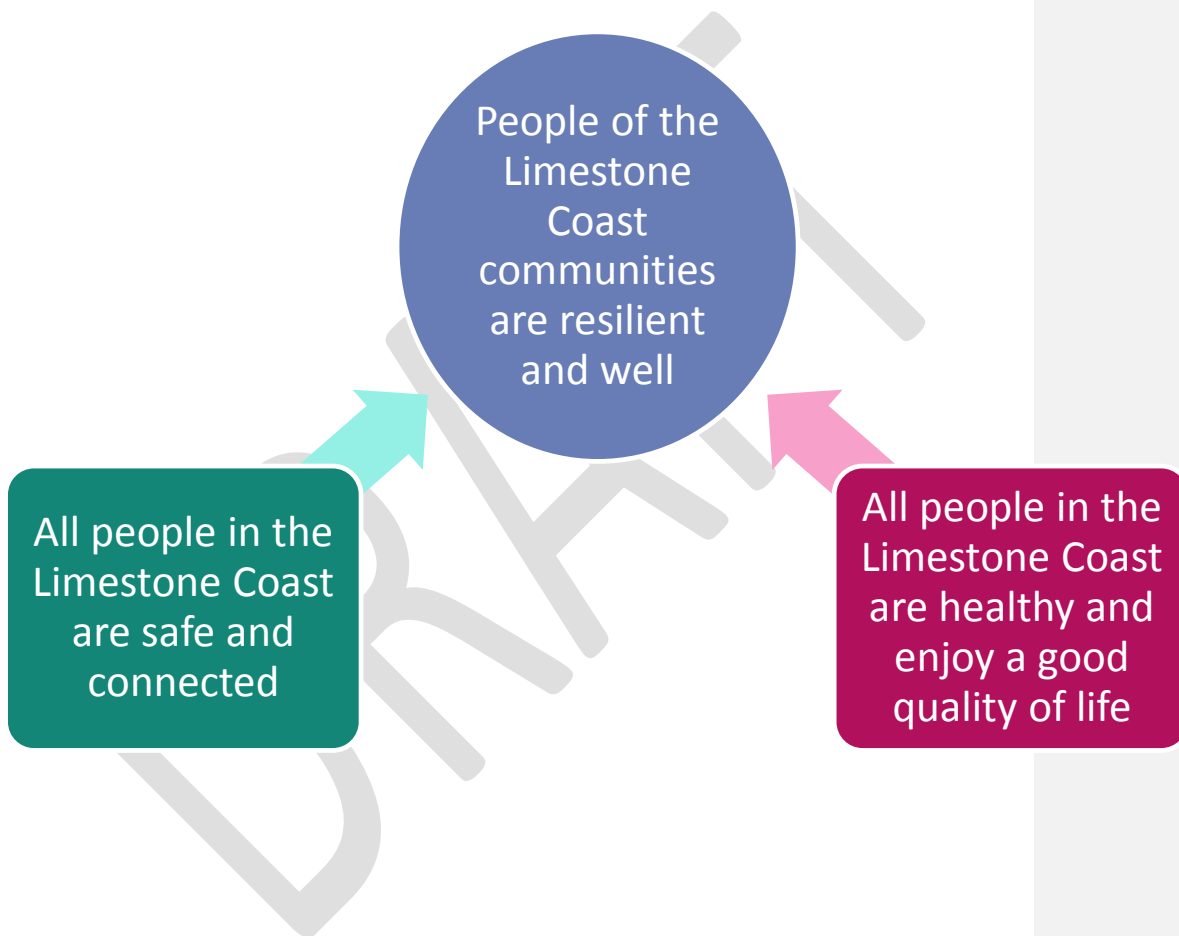 People of the
Limestone
Coast
communities
are resilient
and well
All people in the
Limestone Coast
are safe and
connected
All people in the
Limestone Coast
are healthy and
enjoy a good
quality of life
DRAFT